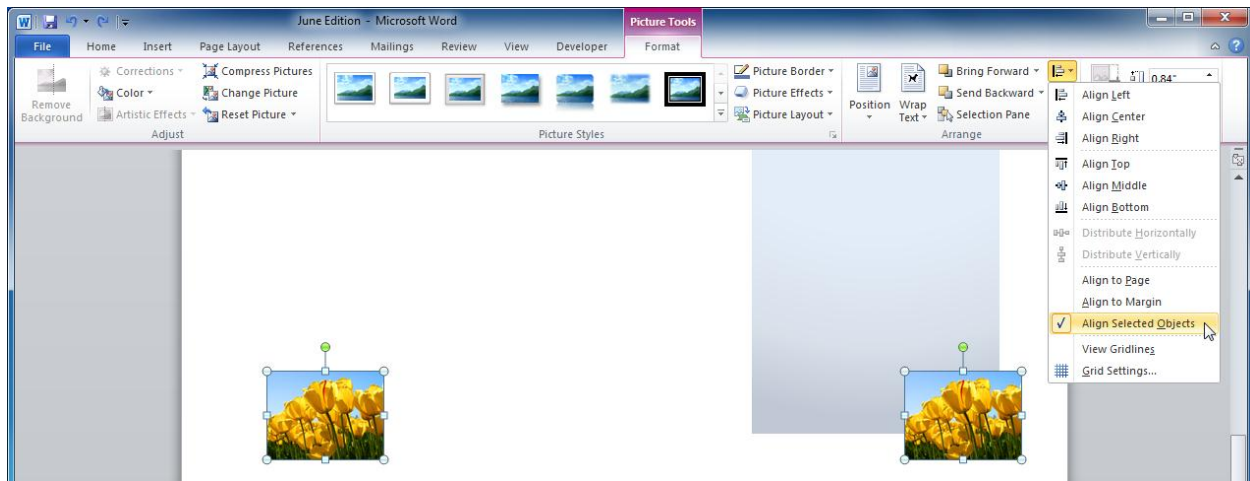 June Edition - Microsoft Word
Picture Tools
File Home Insert Page Layout References Mailings Review View Developer Format
Remove Background
Corrections
Color
Artistic Effects
Compress Pictures
Change Picture
Reset Picture
Adjust
Picture Styles
Picture Border
Picture Effects
Picture Layout
Position
Wrap Text
Bring Forward
Send Backward
Selection Pane
Arrange
0.84"
Align Left
Align Center
Align Right
Align Top
Align Middle
Align Bottom
Distribute Horizontally
Distribute Vertically
Align to Page
Align to Margin
Align Selected Objects
View Gridlines
Grid Settings...